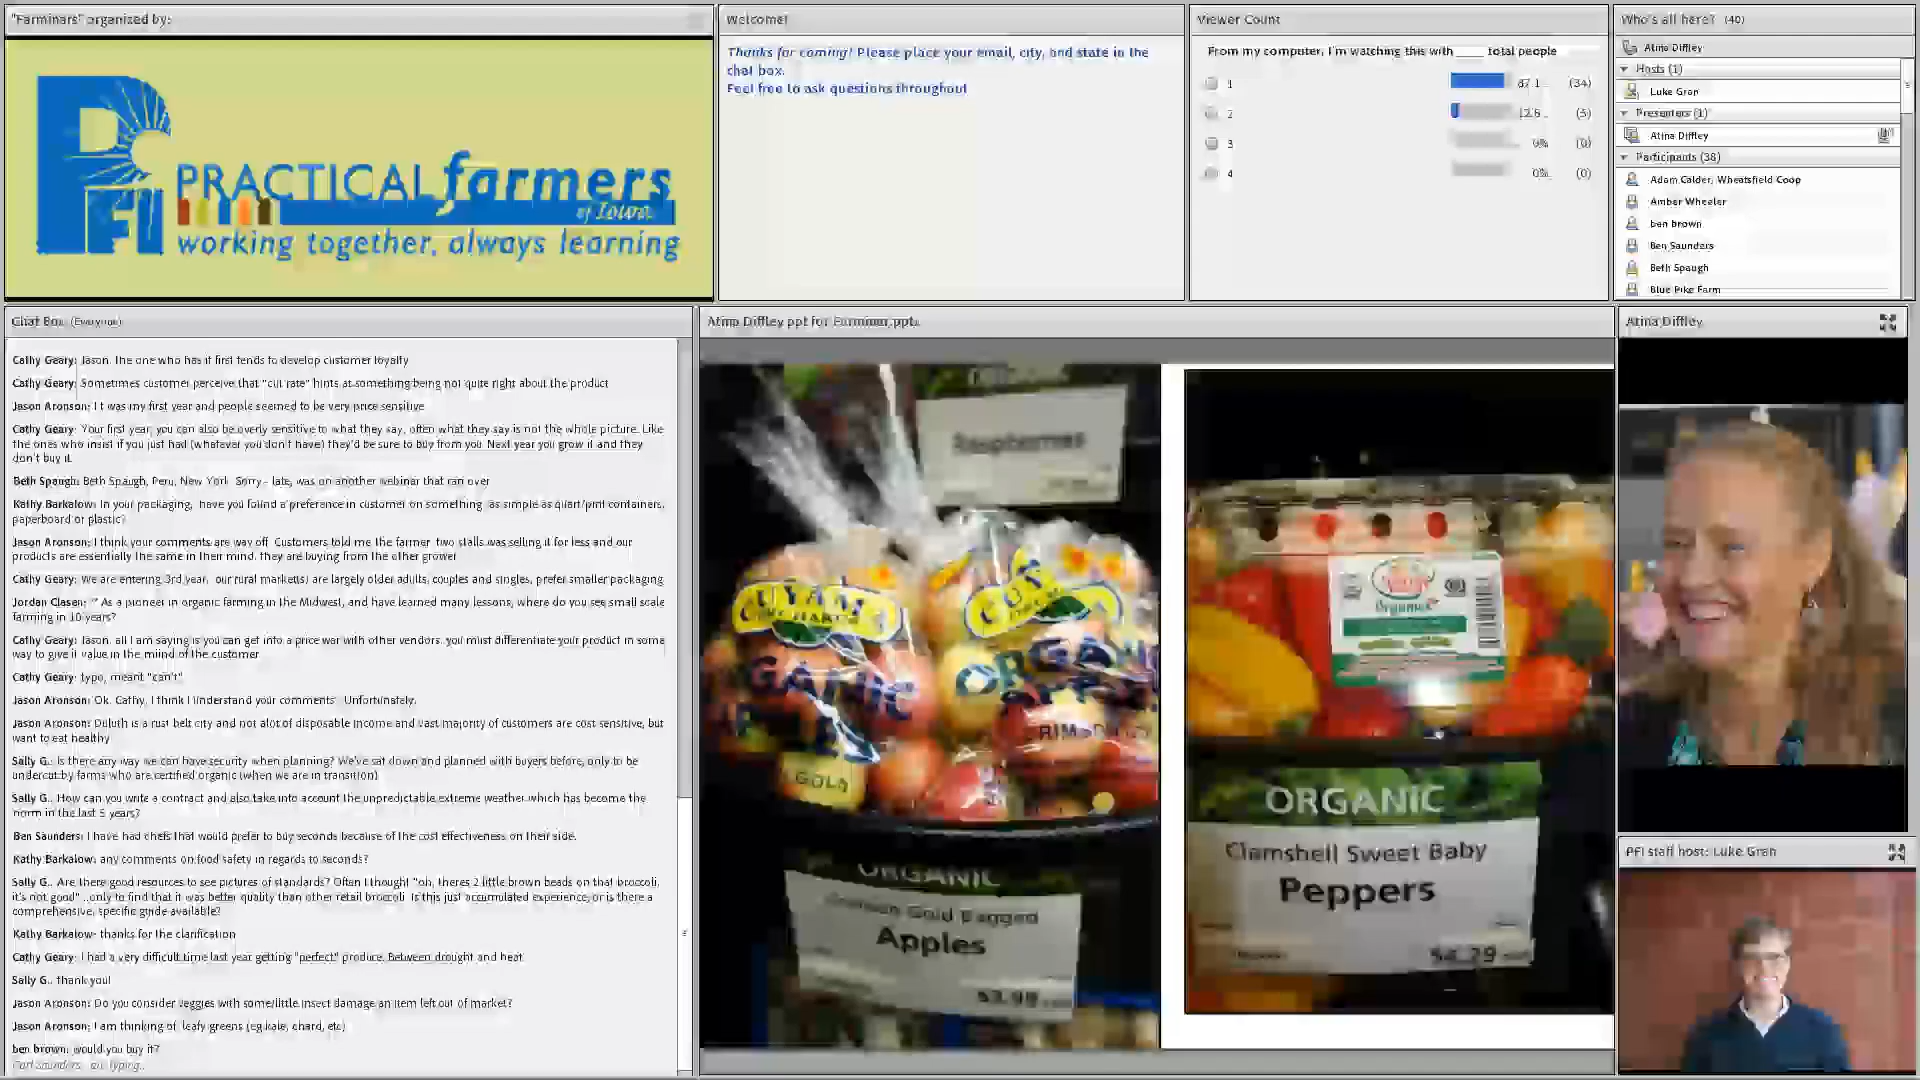 "Farminars" organized by:
PRACTICAL farmers
of Iowa
working together, always learning
Welcome!
Thanks for coming! Please place your email, city, and state in the
chat box.
Feel free to ask questions throughout
Viewer Count
From my computer, I'm watching this with ____ total people
1 (34)
2 (5)
3 0% (0)
4 0% (0)
Who's all here? (40)
Atina Diffley
Hosts (1)
Luke Gran
Presenters (1)
Atina Diffley
Participants (38)
Adam Calder, Wheatsfield Coop
Amber Wheeler
ben brown
Ben Saunders
Beth Spaugh
Blue Pike Farm
Chat Box (Everyone)
Cathy Geary: Jason. the one who has it first tends to develop customer loyalty
Cathy Geary: Sometimes customer perceive that "cut rate" hints at something being not quite right about the product
Jason Aronson: I t was my first year and people seemed to be very price sensitive
Cathy Geary: Your first year, you can also be overly sensitive to what they say, often what they say is not the whole picture. Like
the ones who insist if you just had (whatever you don't have) they'd be sure to buy from you. Next year you grow it and they
don't buy it.
Beth Spaugh: Beth Spaugh, Peru, New York. Sorry - late, was on another webinar that ran over
Kathy Barkalow: In your packaging, have you found a preference in customer on something as simple as quart/pint containers,
paperboard or plastic?
Jason Aronson: I think your comments are way off. Customers told me the farmer two stalls was selling it for less and our
products are essentially the same in their mind. they are buying from the other grower
Cathy Geary: We are entering 3rd year, our rural market(s) are largely older adults, couples and singles, prefer smaller packaging
Jordan Clasen: " As a pioneer in organic farming in the Midwest, and have learned many lessons, where do you see small scale
farming in 10 years?
Cathy Geary: Jason, all I am saying is you can get into a price war with other vendors. you must differentiate your product in some
way to give it value in the miind of the customer
Cathy Geary: typo, meant "can't"
Jason Aronson: Ok. Cathy, I think I understand your comments. Unfortunately.
Jason Aronson: Duluth is a rust belt city and not alot of disposable income and vast majority of customers are cost sensitive, but
want to eat healthy
Sally G.: Is there any way we can have security when planning? We've sat down and planned with buyers before, only to be
undercut by farms who are certified organic (when we are in transition)
Sally G.: How can you write a contract and also take into account the unpredictable extreme weather which has become the
norm in the last 5 years?
Ben Saunders: I have had chefs that would prefer to buy seconds because of the cost effectiveness on their side.
Kathy Barkalow: any comments on food safety in regards to seconds?
Sally G.: Are there good resources to see pictures of standards? Often I thought "oh, theres 2 little brown beads on that broccoli,
it's not good" ..only to find that it was better quality than other retail broccoli. Is this just accumulated experience, or is there a
comprehensive, specific guide available?
Kathy Barkalow: thanks for the clarification
Cathy Geary: I had a very difficult time last year getting "perfect" produce. Between drought and heat
Sally G.: thank you!
Jason Aronson: Do you consider veggies with some/little insect damage an item left out of market?
Jason Aronson: I am thinking of leafy greens (eg kale, chard, etc)
ben brown: would you buy it?
Atina Diffley ppt for Farminar.pptx
Raspberries
ORGANIC
GOLD
ORGANIC
Gold Bagged
Apples
Organics
ORGANIC
Clamshell Sweet Baby
Peppers
$4.79
Atina Diffley
PFI staff host: Luke Gran